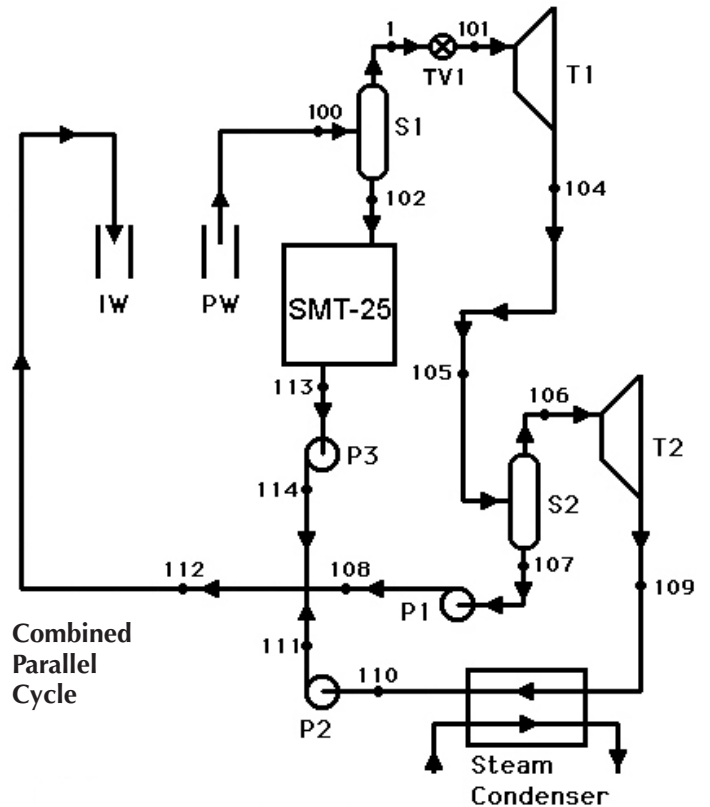 1
101
TV1
T1
100
S1
102
104
IW
PW
SMT-25
113
105
106
P3
T2
114
S2
107
112
108
109
P1
Combined
Parallel
Cycle
111
110
P2
Steam
Condenser